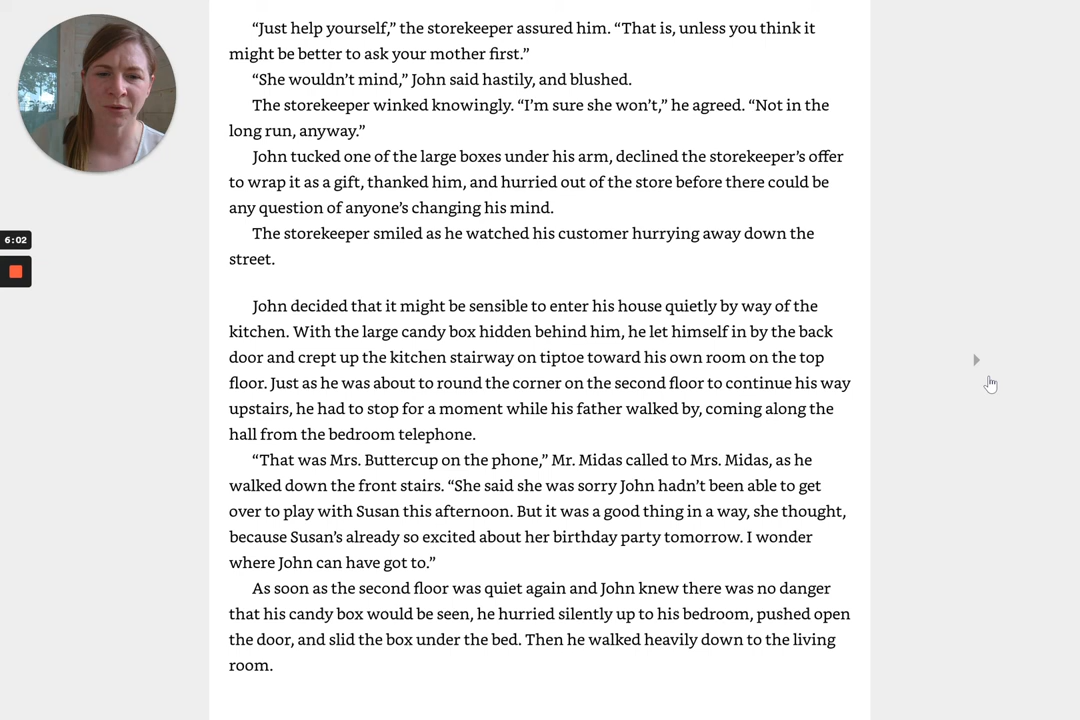 “Just help yourself,” the storekeeper assured him. “That is, unless you think it
might be better to ask your mother first.”
“She wouldn’t mind,” John said hastily, and blushed.
The storekeeper winked knowingly. “I’m sure she won’t,” he agreed. “Not in the
long run, anyway.”
John tucked one of the large boxes under his arm, declined the storekeeper’s offer
to wrap it as a gift, thanked him, and hurried out of the store before there could be
any question of anyone’s changing his mind.
The storekeeper smiled as he watched his customer hurrying away down the
street.
6:02
John decided that it might be sensible to enter his house quietly by way of the
kitchen. With the large candy box hidden behind him, he let himself in by the back
door and crept up the kitchen stairway on tiptoe toward his own room on the top
floor. Just as he was about to round the corner on the second floor to continue his way
upstairs, he had to stop for a moment while his father walked by, coming along the
hall from the bedroom telephone.
“That was Mrs. Buttercup on the phone,” Mr. Midas called to Mrs. Midas, as he
walked down the front stairs. “She said she was sorry John hadn’t been able to get
over to play with Susan this afternoon. But it was a good thing in a way, she thought,
because Susan’s already so excited about her birthday party tomorrow. I wonder
where John can have got to.”
As soon as the second floor was quiet again and John knew there was no danger
that his candy box would be seen, he hurried silently up to his bedroom, pushed open
the door, and slid the box under the bed. Then he walked heavily down to the living
room.